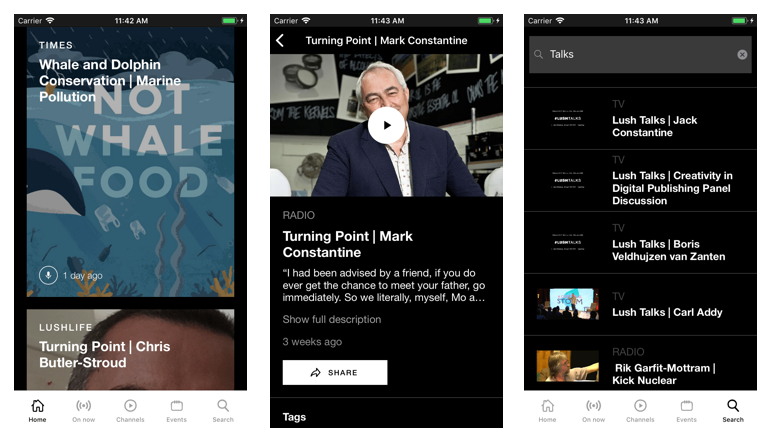 Carrier 11:42 AM
TIMES
Whale and Dolphin
Conservation | Marine
Pollution
NOT
WHALE
FOOD
1 day ago
LUSHLIFE
Turning Point | Chris
Butler-Stroud
Home On now Channels Events Search
Carrier 11:43 AM
Turning Point | Mark Constantine
FROM THE KERNELS
RADIO
Turning Point | Mark
Constantine
“I had been advised by a friend, if you do
ever get the chance to meet your father, go
immediately. So we literally, myself, Mo a...
Show full description
3 weeks ago
SHARE
Tags
Carrier 11:43 AM
Talks
TV
#LUSHTALKS
Lush Talks | Jack
Constantine
TV
#LUSHTALKS
Lush Talks | Creativity in
Digital Publishing Panel
Discussion
TV
#LUSHTALKS
Lush Talks | Boris
Veldhujzen van Zanten
TV
Lush Talks | Carl Addy
RADIO
Rik Garfit-Mottram |
Kick Nuclear
Home On now Channels Events Search